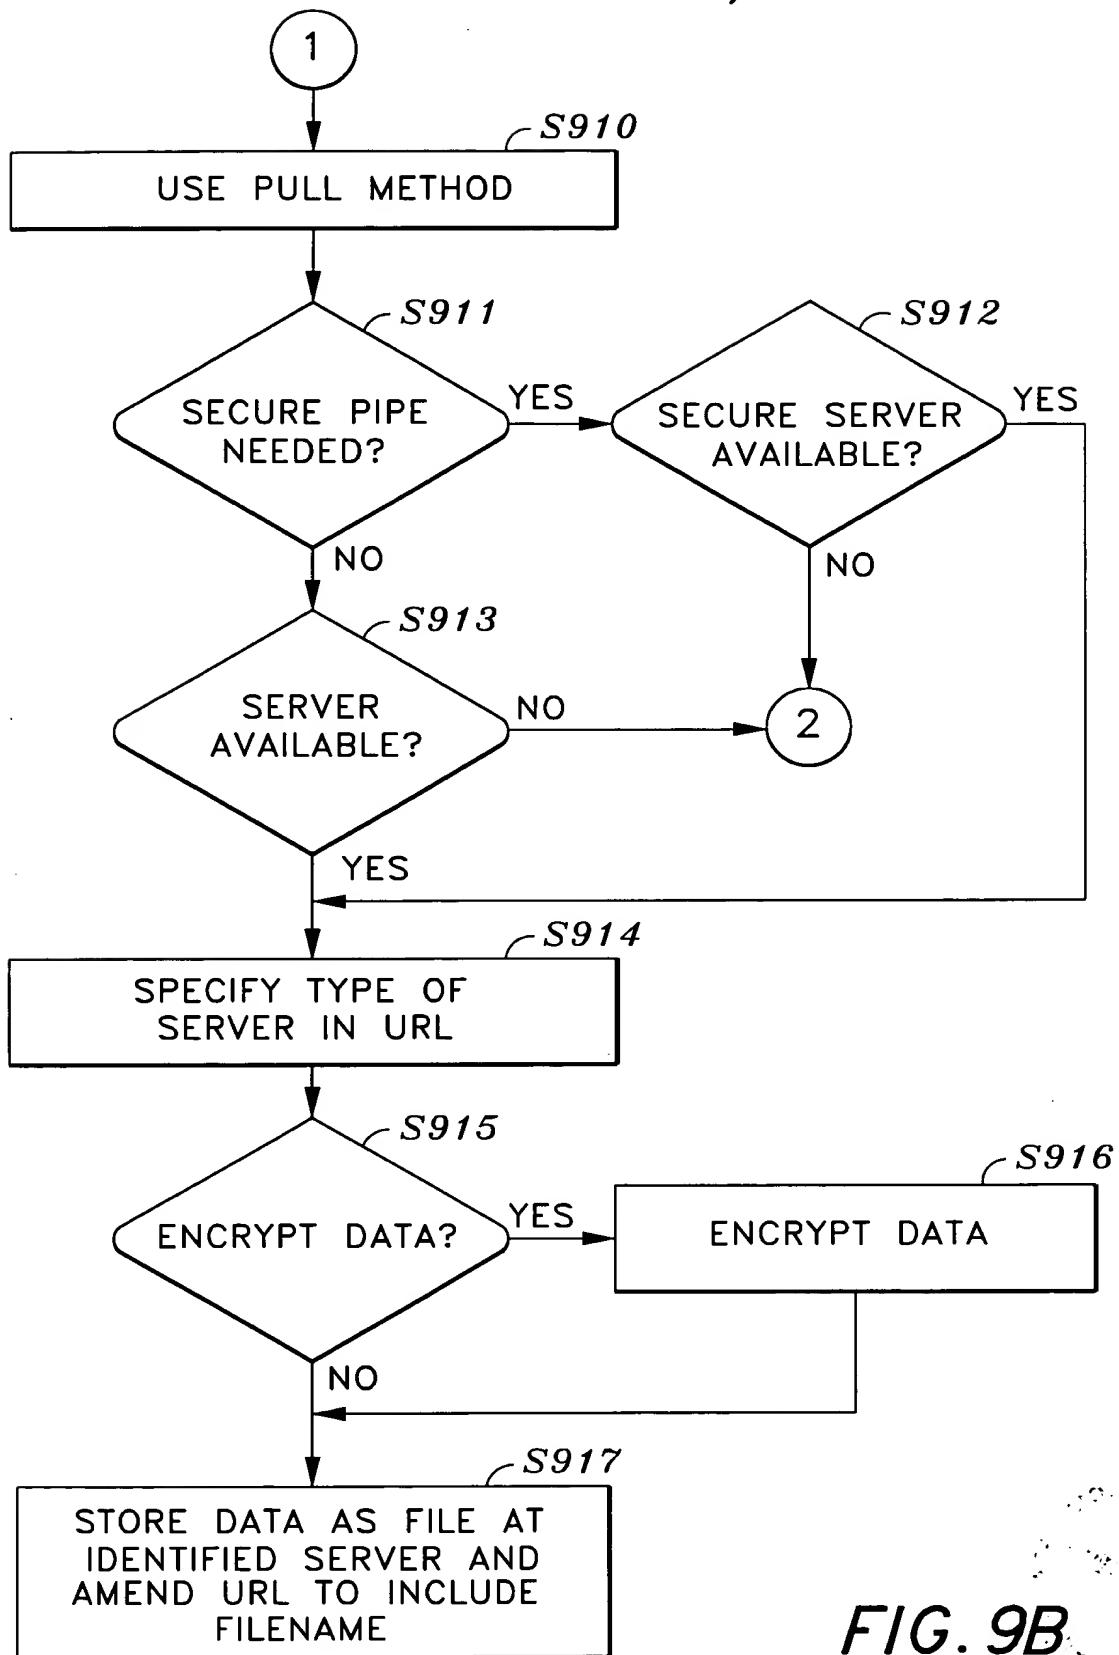 1
S910
USE PULL METHOD
S911
S912
SECURE PIPE
NEEDED?
YES
SECURE SERVER
AVAILABLE?
YES
NO
NO
S913
SERVER
AVAILABLE?
NO
2
YES
S914
SPECIFY TYPE OF
SERVER IN URL
S915
S916
ENCRYPT DATA?
YES
ENCRYPT DATA
NO
S917
STORE DATA AS FILE AT
IDENTIFIED SERVER AND
AMEND URL TO INCLUDE
FILENAME
FIG. 9B